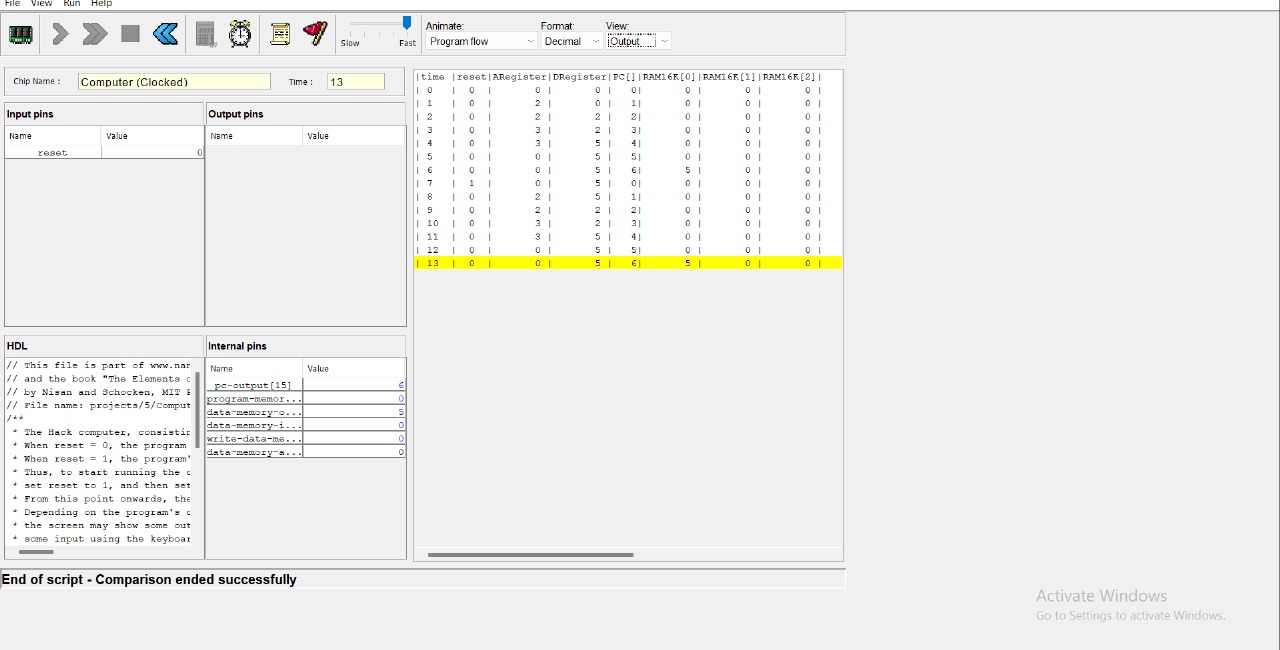 File View Run Help
Slow Fast
Animate: Format: View:
Program flow Decimal Output
Chip Name : Computer (Clocked) Time : 13
Input pins
Name Value
reset 0
Output pins
Name Value
HDL
// This file is part of www.nan
// and the book "The Elements o
// by Nisan and Schocken, MIT P
// File name: projects/5/Comput
/**
* The Hack computer, consistin
* When reset = 0, the program
* When reset = 1, the program'
* Thus, to start running the c
* set reset to 1, and then set
* From this point onwards, the
* Depending on the program's c
* the screen may show some out
* some input using the keyboar
Internal pins
Name Value
pc-output[15] 6
program-memor... 0
data-memory-o... 5
data-memory-i... 0
write-data-me... 0
data-memory-a... 0
|time |reset|ARegister|DRegister|PC[]|RAM16K[0]|RAM16K[1]|RAM16K[2]|
| 0 | 0 | 0 | 0 | 0| 0 | 0 | 0 |
| 1 | 0 | 2 | 0 | 1| 0 | 0 | 0 |
| 2 | 0 | 2 | 2 | 2| 0 | 0 | 0 |
| 3 | 0 | 3 | 2 | 3| 0 | 0 | 0 |
| 4 | 0 | 3 | 5 | 4| 0 | 0 | 0 |
| 5 | 0 | 0 | 5 | 5| 0 | 0 | 0 |
| 6 | 0 | 0 | 5 | 6| 5 | 0 | 0 |
| 7 | 1 | 0 | 5 | 0| 0 | 0 | 0 |
| 8 | 0 | 2 | 5 | 1| 0 | 0 | 0 |
| 9 | 0 | 2 | 2 | 2| 0 | 0 | 0 |
| 10 | 0 | 3 | 2 | 3| 0 | 0 | 0 |
| 11 | 0 | 3 | 5 | 4| 0 | 0 | 0 |
| 12 | 0 | 0 | 5 | 5| 0 | 0 | 0 |
| 13 | 0 | 0 | 5 | 6| 5 | 0 | 0 |
End of script - Comparison ended successfully
Activate Windows
Go to Settings to activate Windows.